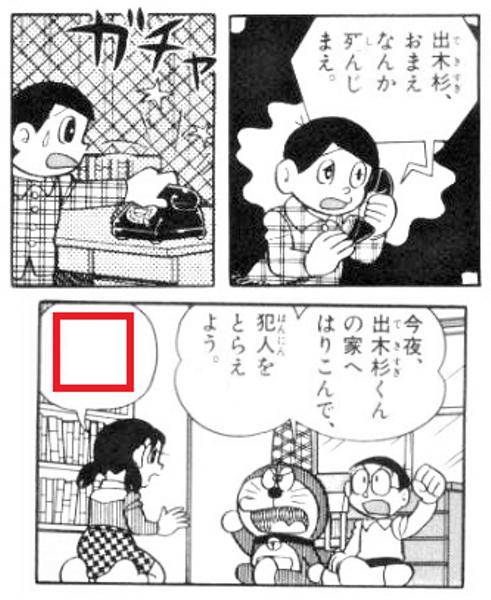 出木杉、
おまえ
なんか
死んじ
まえ。
ガチャ
今夜、
出木杉くん
の家へ
はりこんで、
犯人を
とらえ
よう。